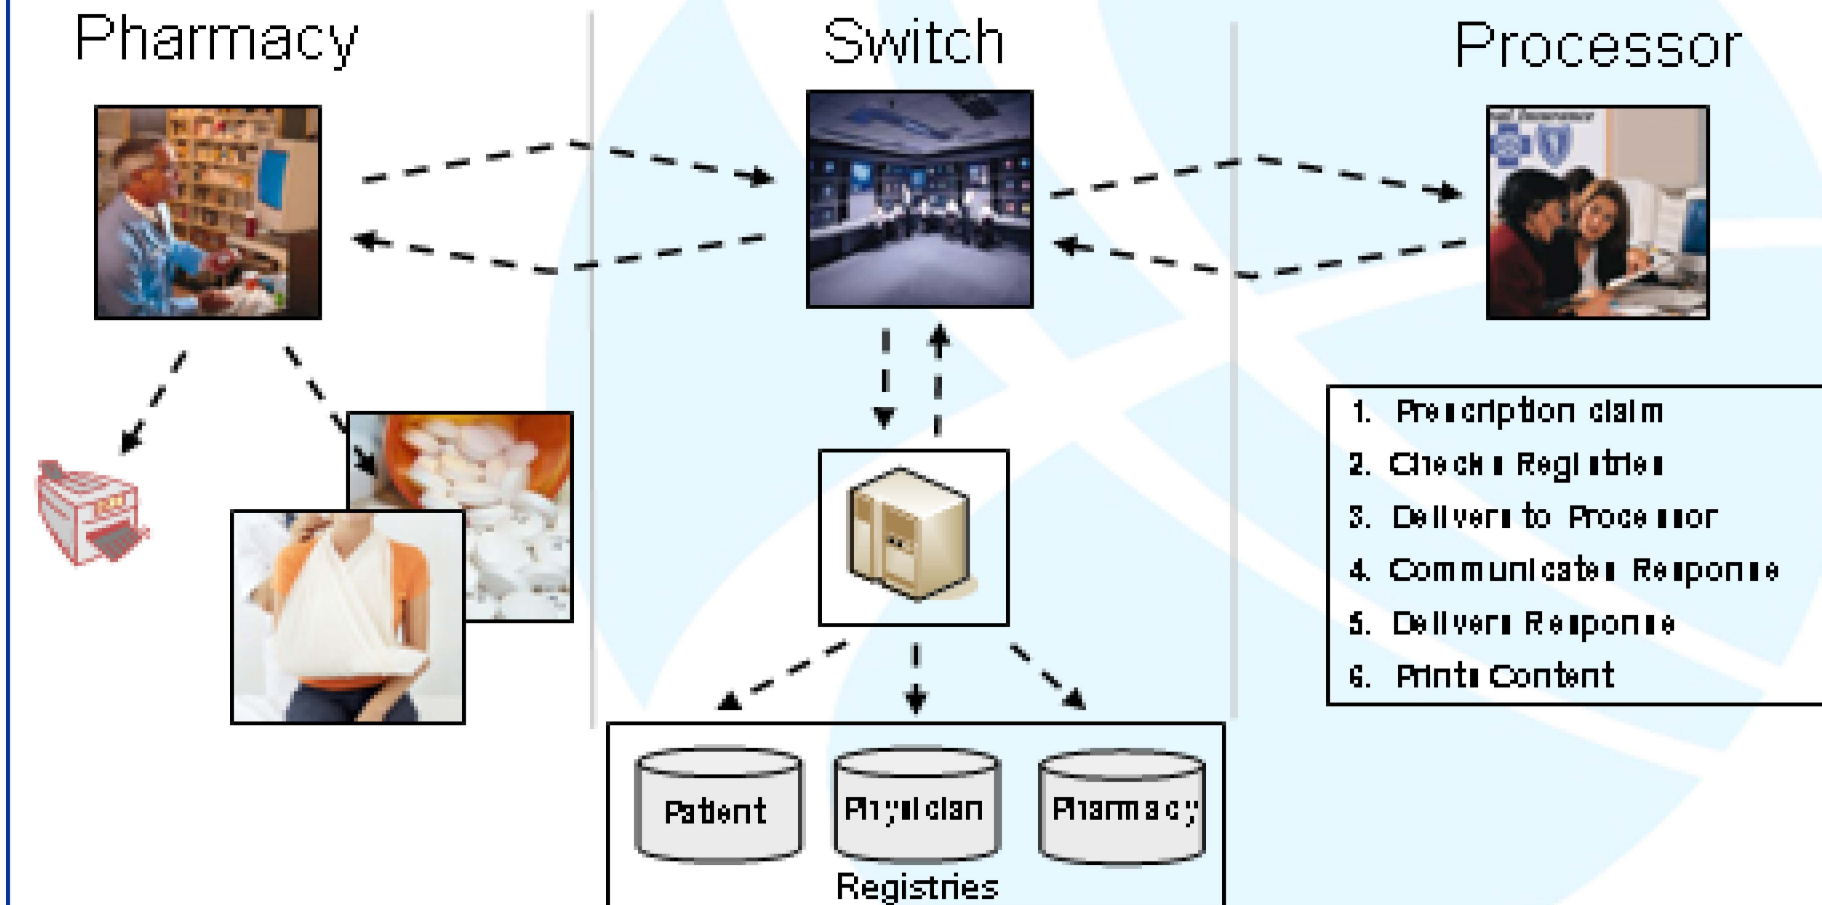 Pharmacy
Switch
Processor
Insurance
1. Prescription claim
2. Checks Registries
3. Delivers to Processor
4. Communicates Response
5. Delivers Response
6. Prints Content
Patient
Physician
Pharmacy
Registries